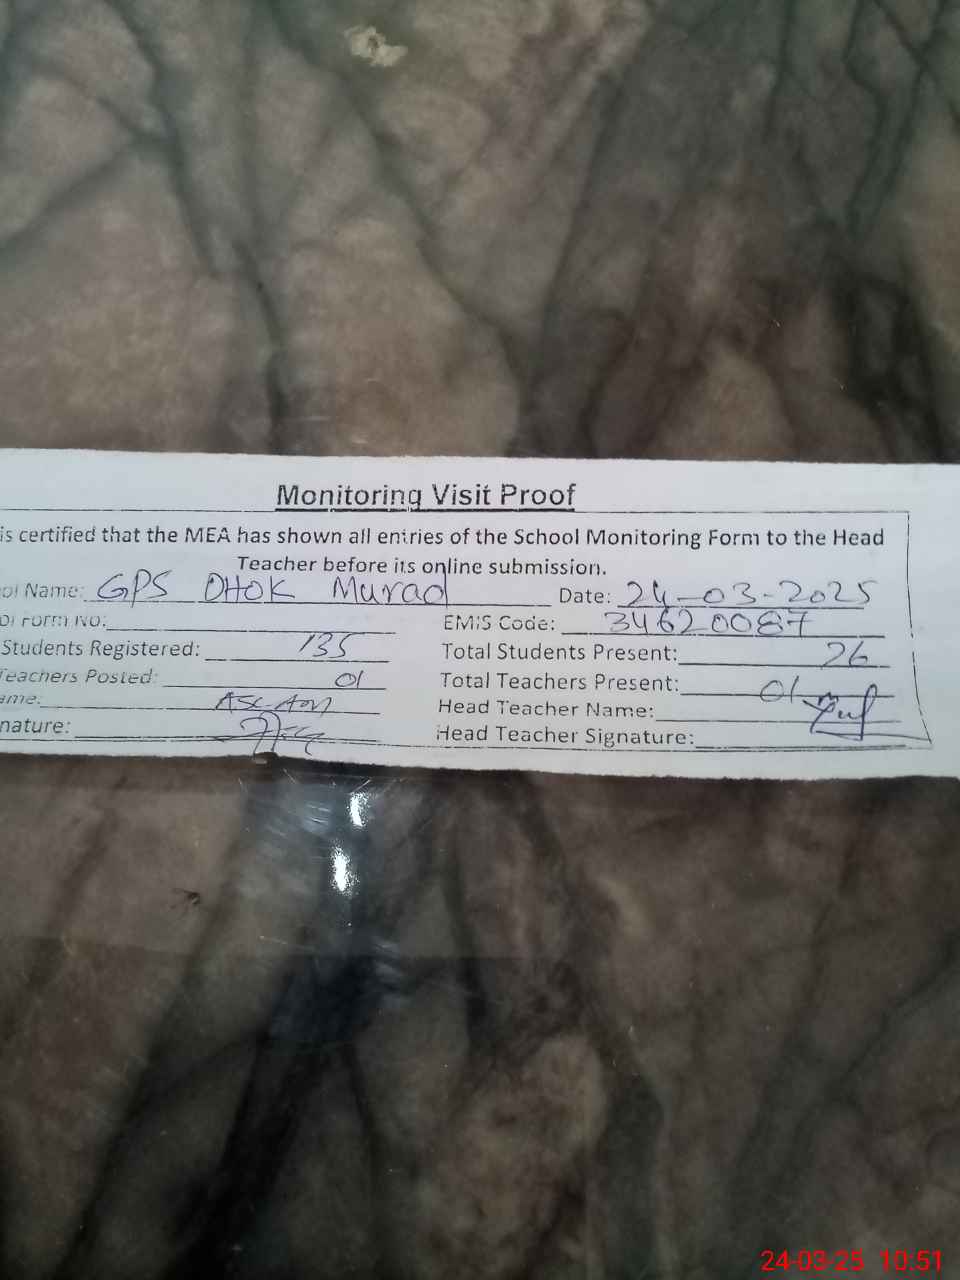 Monitoring Visit Proof
is certified that the MEA has shown all entries of the School Monitoring Form to the Head
Teacher before its online submission.
ol Name: GPS DHOK Murad Date: 24-03-2025
ol Form No: EMIS Code: 34620087
Students Registered: 135 Total Students Present: 26
Teachers Posted: 01 Total Teachers Present: 01
ame: Head Teacher Name:
nature: Head Teacher Signature:
24-03-25 10:51